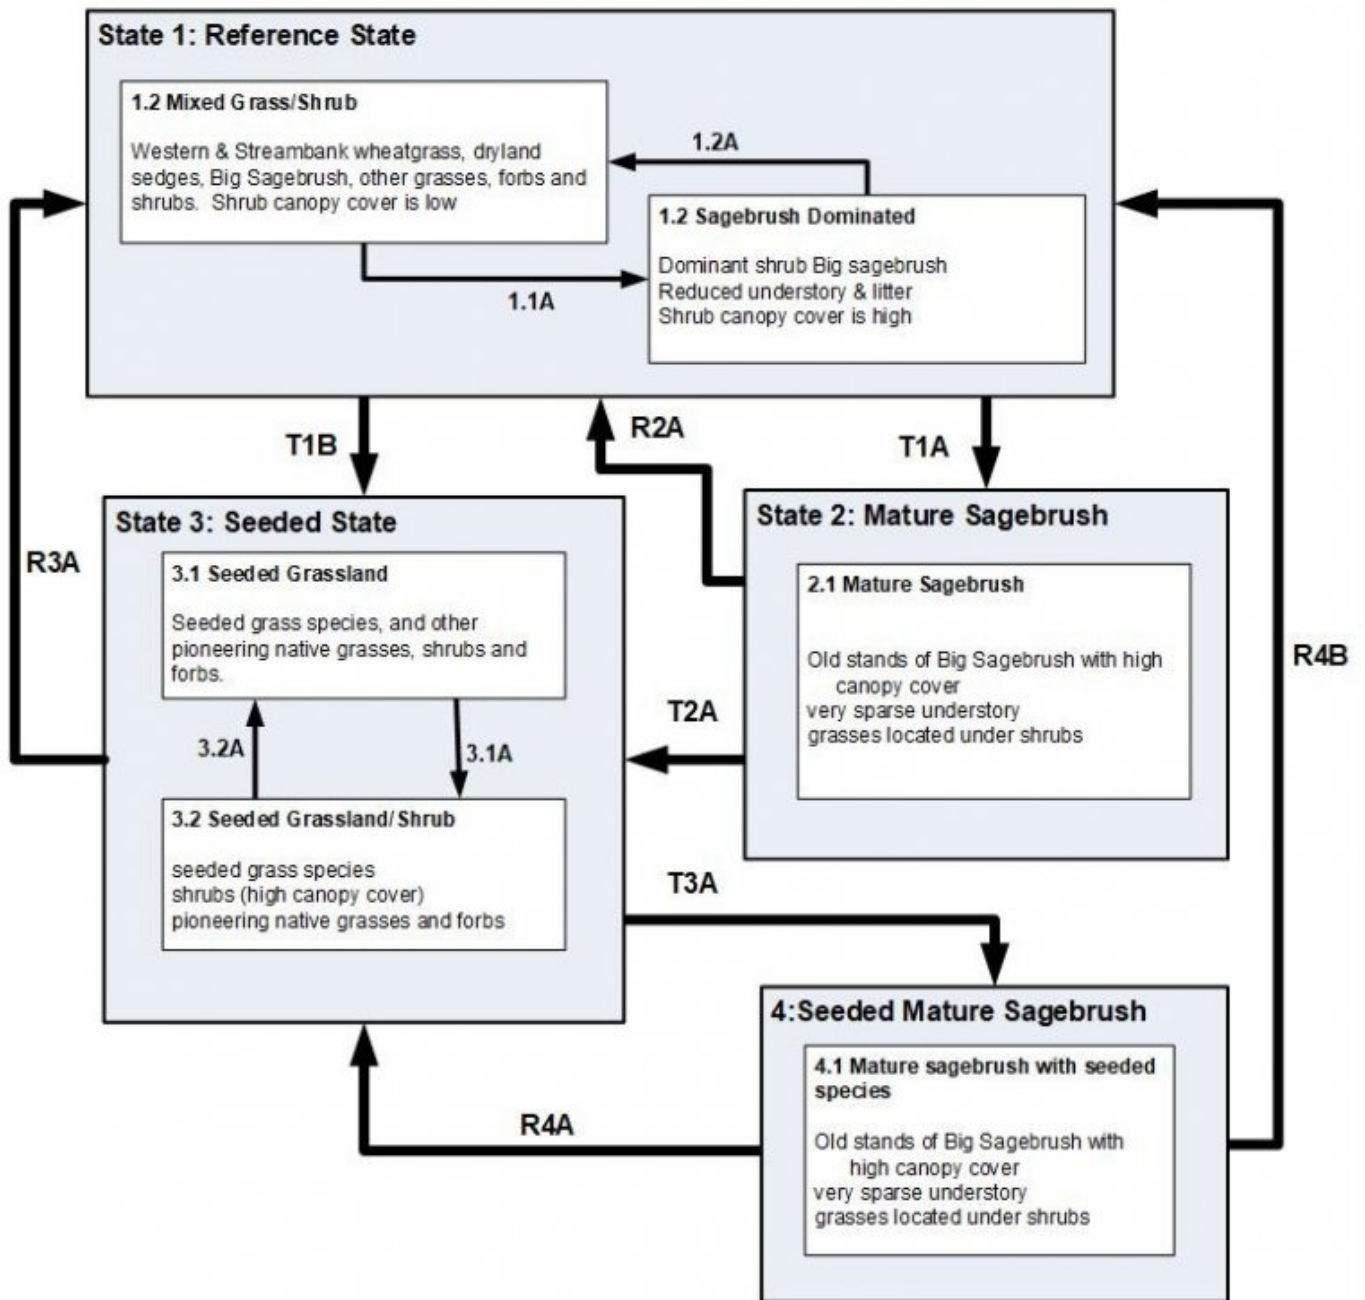 State 1: Reference State
1.2 Mixed Grass/Shrub
Western & Streambank wheatgrass, dryland
sedges, Big Sagebrush, other grasses, forbs and
shrubs. Shrub canopy cover is low
1.2A
1.2 Sagebrush Dominated
Dominant shrub Big sagebrush
Reduced understory & litter
Shrub canopy cover is high
1.1A
T1B
R2A
T1A
R3A
State 3: Seeded State
3.1 Seeded Grassland
Seeded grass species, and other
pioneering native grasses, shrubs and
forbs.
3.2A
3.1A
3.2 Seeded Grassland/Shrub
seeded grass species
shrubs (high canopy cover)
pioneering native grasses and forbs
State 2: Mature Sagebrush
2.1 Mature Sagebrush
Old stands of Big Sagebrush with high
canopy cover
very sparse understory
grasses located under shrubs
R4B
T2A
T3A
4:Seeded Mature Sagebrush
4.1 Mature sagebrush with seeded
species
Old stands of Big Sagebrush with
high canopy cover
very sparse understory
grasses located under shrubs
R4A